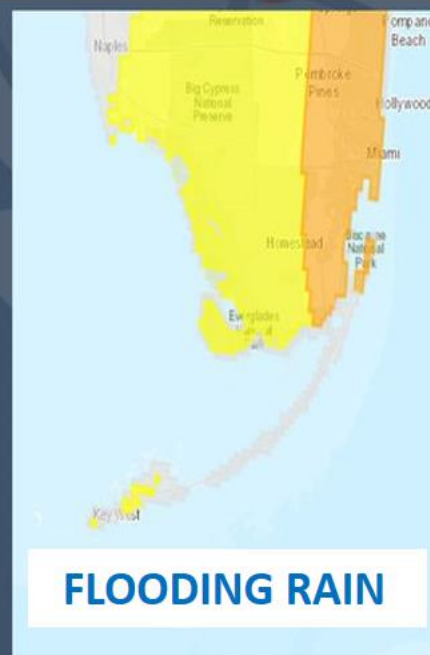 Reservation
Pompano
Beach
Naples
Pembroke
Pines
Big Cypress
National
Preserve
Hollywood
Miami
Homestead
Biscayne
National
Park
Everglades
Key West
FLOODING RAIN